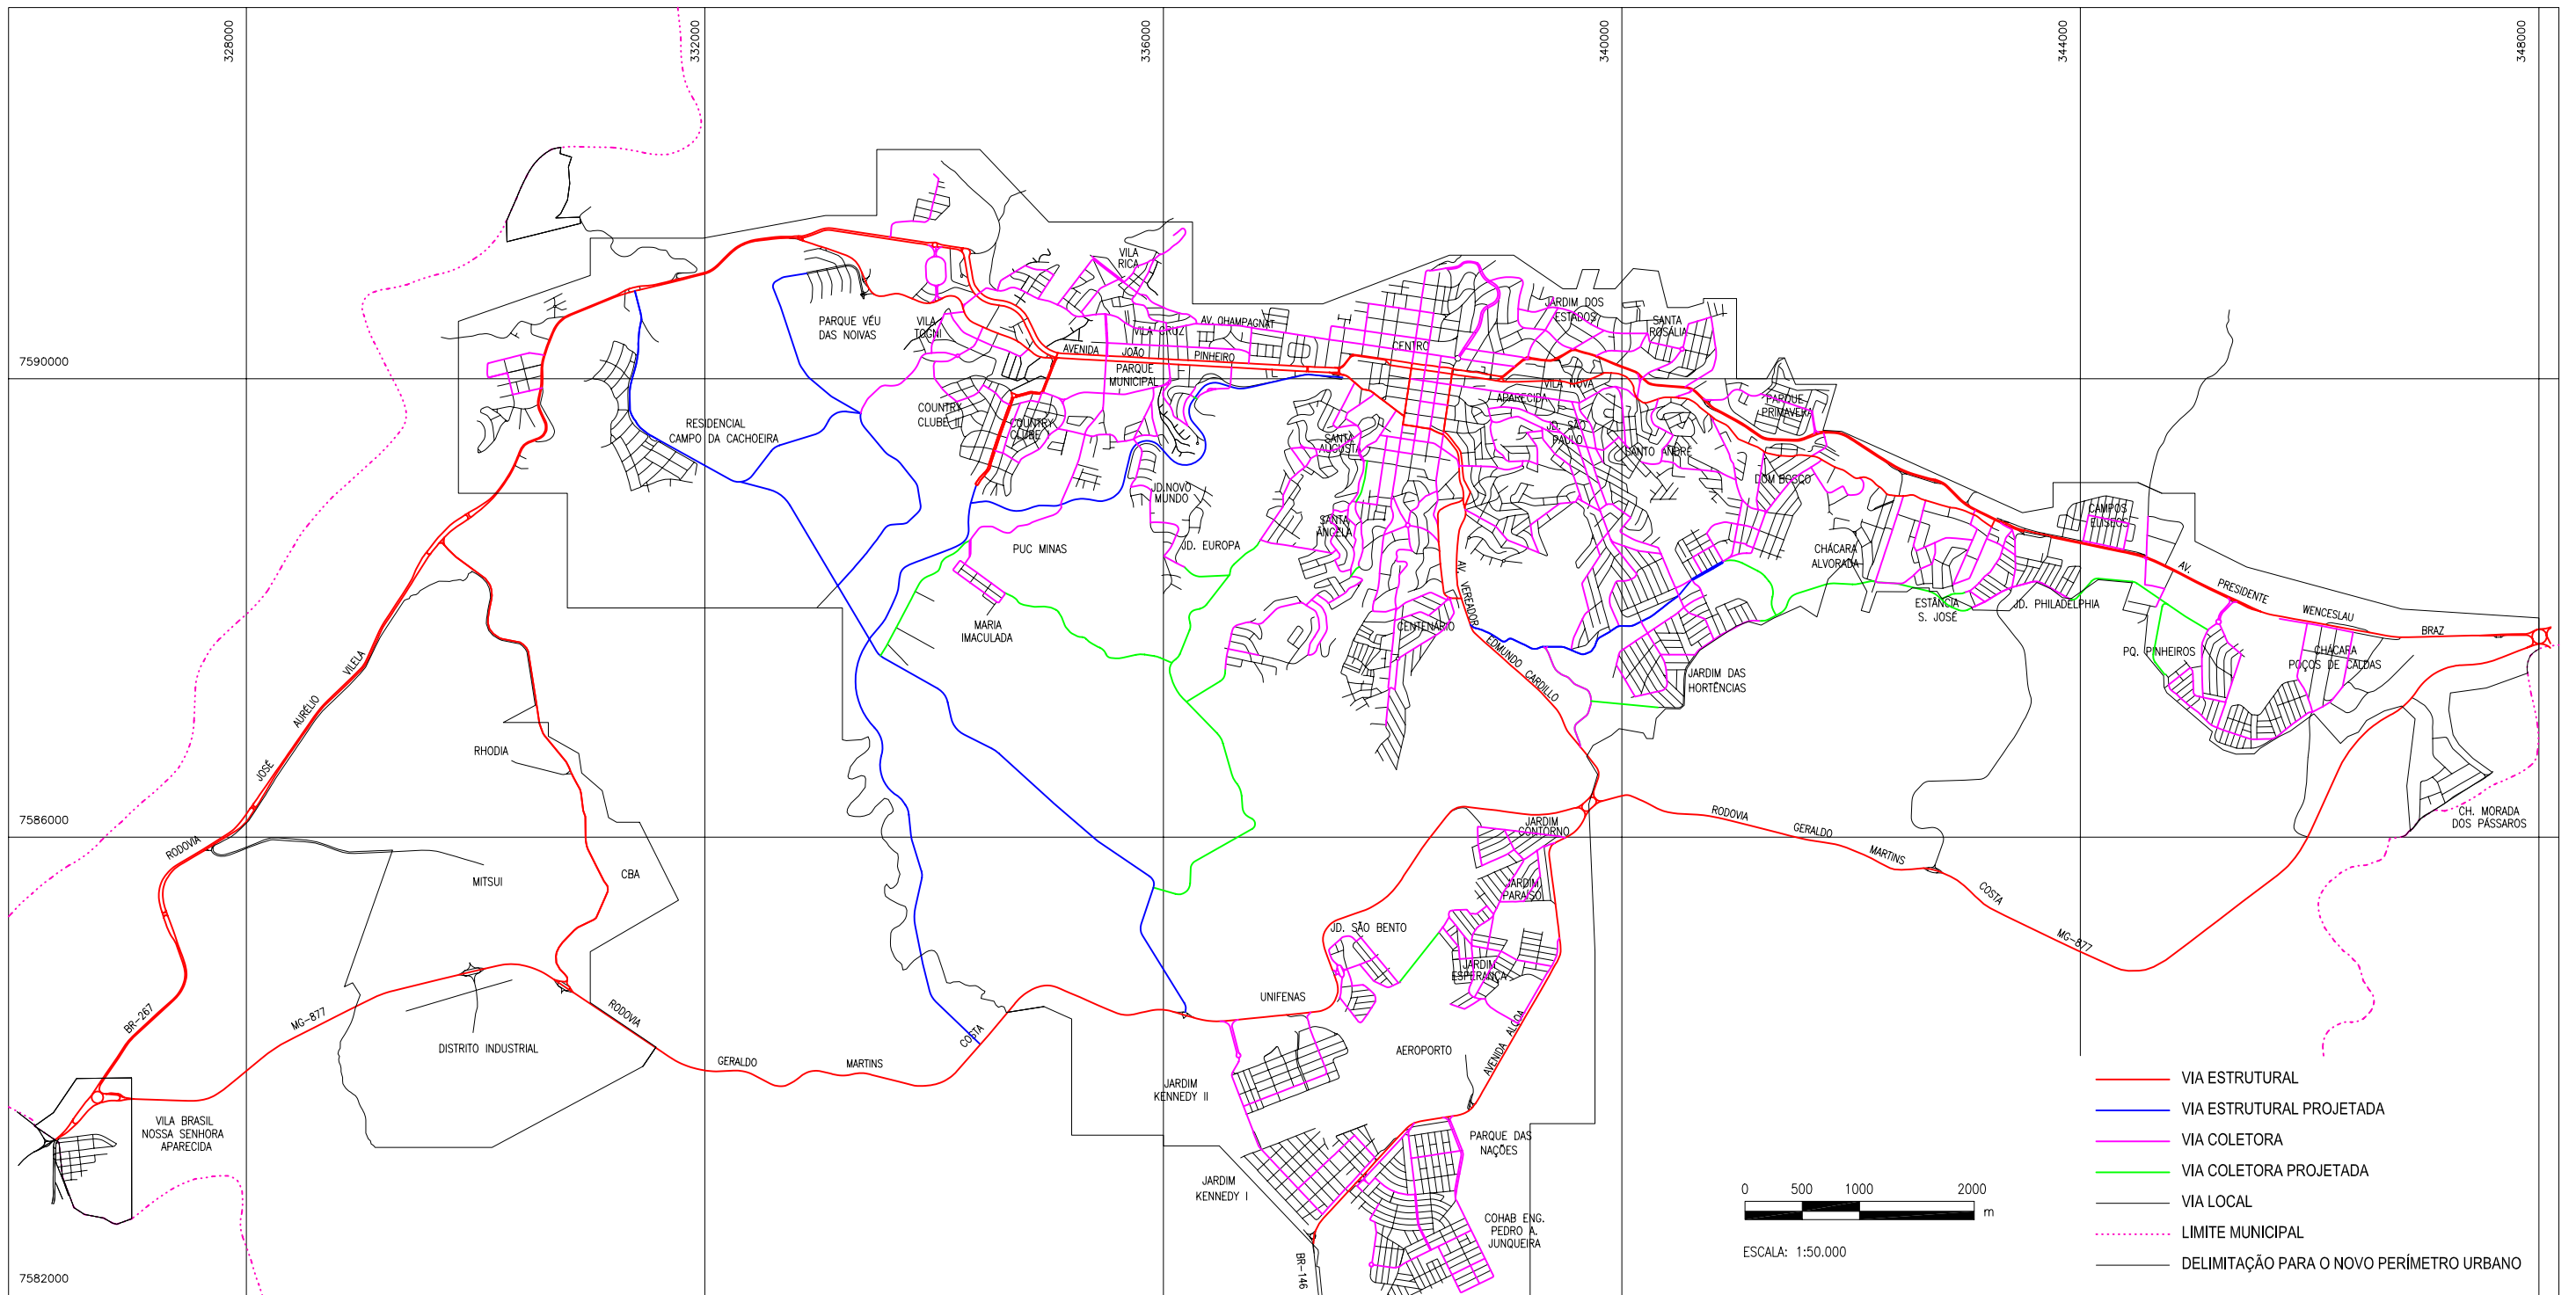 328000
332000
336000
340000
344000
348000
7590000
7586000
7582000
VILA
RICA
PARQUE VÉU
DAS NOIVAS
VILA
TOGNI
VILA CRUZ
AV. CHAMPAGNAT
AVENIDA JOÃO PINHEIRO
PARQUE
MUNICIPAL
CENTRO
JARDIM DOS
ESTADOS
SANTA
ROSÁLIA
VILA NOVA
APARECIDA
PARQUE
PRIMAVERA
RESIDENCIAL
CAMPO DA CACHOEIRA
COUNTRY
CLUBE II
COUNTRY
CLUBE
SANTA
AUGUSTA
JD. SÃO
PAULO
SANTO ANDRÉ
DOM BOSCO
JD.NOVO
MUNDO
SANTA
ÂNGELA
CAMPOS
ELÍSEOS
PUC MINAS
JD. EUROPA
CHÁCARA
ALVORADA
AV. PRESIDENTE WENCESLAU BRAZ
AV. VEREADOR EDMUNDO CARDILLO
ESTÂNCIA
S. JOSÉ
JD. PHILADELPHIA
MARIA
IMACULADA
CENTENÁRIO
PQ. PINHEIROS
CHÁCARA
POÇOS DE CALDAS
JARDIM DAS
HORTÊNCIAS
RODOVIA JOSÉ AURÉLIO VILELA
RHODIA
CH. MORADA
DOS PÁSSAROS
JARDIM
CONTORNO
RODOVIA GERALDO MARTINS COSTA
MG-877
MITSUI
CBA
JARDIM
PARAÍSO
JD. SÃO BENTO
JARDIM
ESPERANÇA
BR-267
MG-877
RODOVIA GERALDO MARTINS COSTA
UNIFENAS
DISTRITO INDUSTRIAL
AEROPORTO
AVENIDA ALCOA
JARDIM
KENNEDY II
VILA BRASIL
NOSSA SENHORA
APARECIDA
PARQUE DAS
NAÇÕES
JARDIM
KENNEDY I
COHAB ENG.
PEDRO A.
JUNQUEIRA
BR-146
0 500 1000 2000
m
ESCALA: 1:50.000
VIA ESTRUTURAL
VIA ESTRUTURAL PROJETADA
VIA COLETORA
VIA COLETORA PROJETADA
VIA LOCAL
LIMITE MUNICIPAL
DELIMITAÇÃO PARA O NOVO PERÍMETRO URBANO